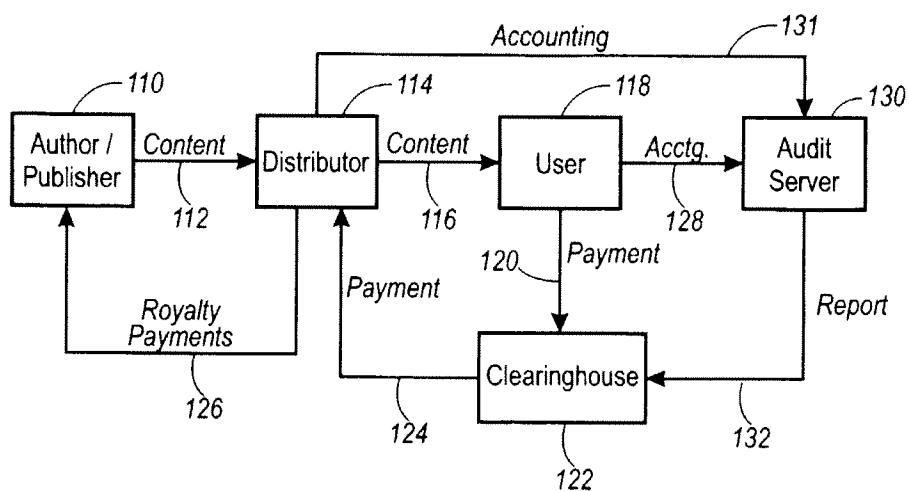 Accounting
131
110
114
118
130
Author /
Publisher
Content
112
Distributor
Content
116
User
Acctg.
128
Audit
Server
120
Payment
Payment
Royalty
Payments
126
Report
Clearinghouse
124
132
122